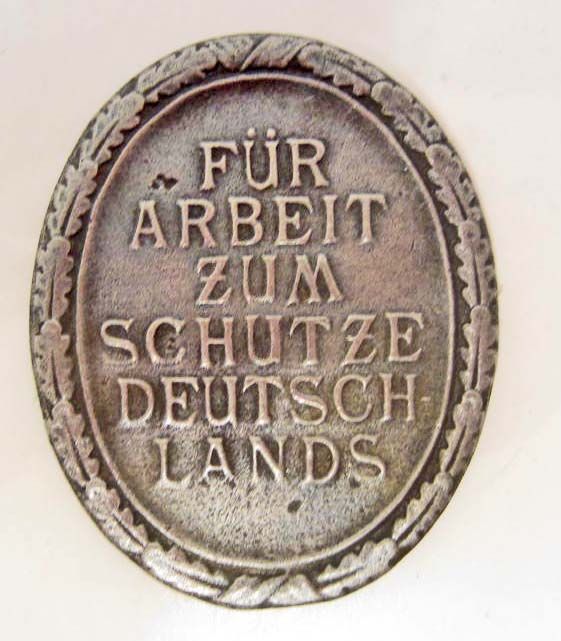 FÜR
ARBEIT
ZUM
SCHUTZE
DEUTSCH-
LANDS